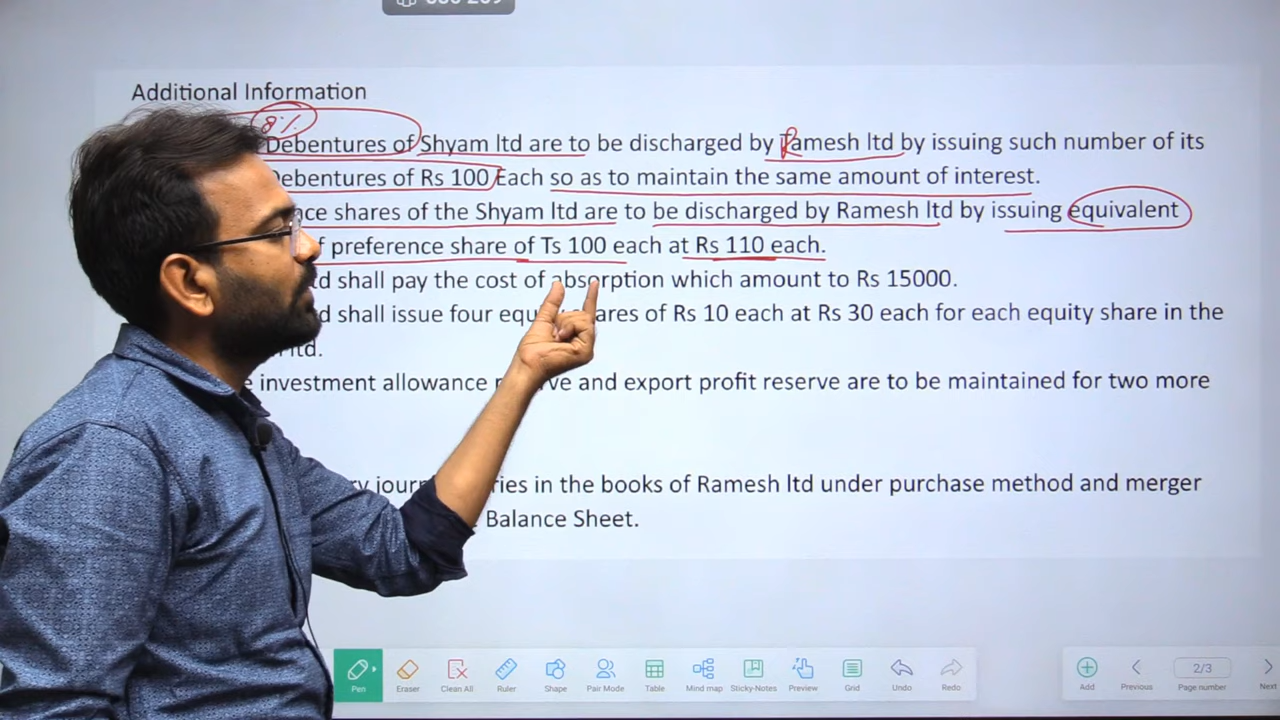 Additional Information
8%
Debentures of Shyam ltd are to be discharged by Ramesh ltd by issuing such number of its
Debentures of Rs 100 Each so as to maintain the same amount of interest.
shares of the Shyam ltd are to be discharged by Ramesh ltd by issuing equivalent
preference share of Ts 100 each at Rs 110 each.
shall pay the cost of absorption which amount to Rs 15000.
shall issue four shares of Rs 10 each at Rs 30 each for each equity share in the
ltd.
investment allowance and export profit reserve are to be maintained for two more
in the books of Ramesh ltd under purchase method and merger
Balance Sheet.
Pen
Eraser
Clean All
Ruler
Shape
Pair Mode
Table
Mind map
Sticky-Notes
Preview
Grid
Undo
Redo
Add
Previous
2/3
Page number
Next